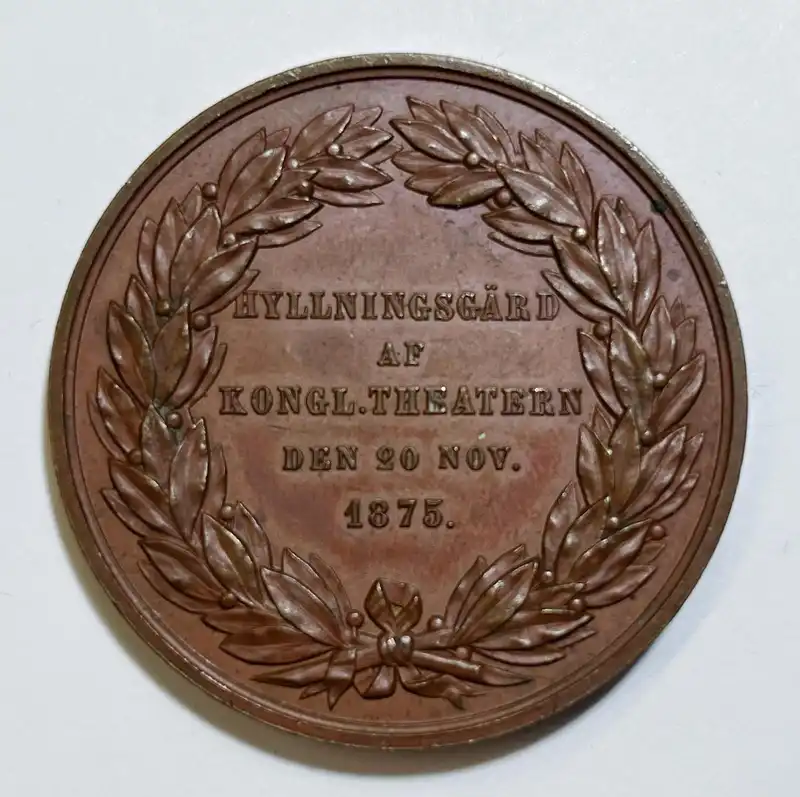 HYLLNINGSGÄRD
AF
KONGL. THEATERN
DEN 20 NOV.
1875.